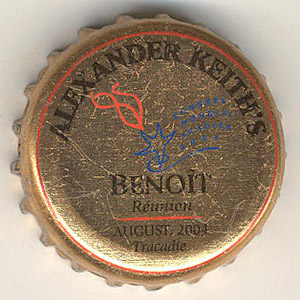 ALEXANDER KEITH'S
BENOIT
Réunion
AUGUST, 2004
Tracadie